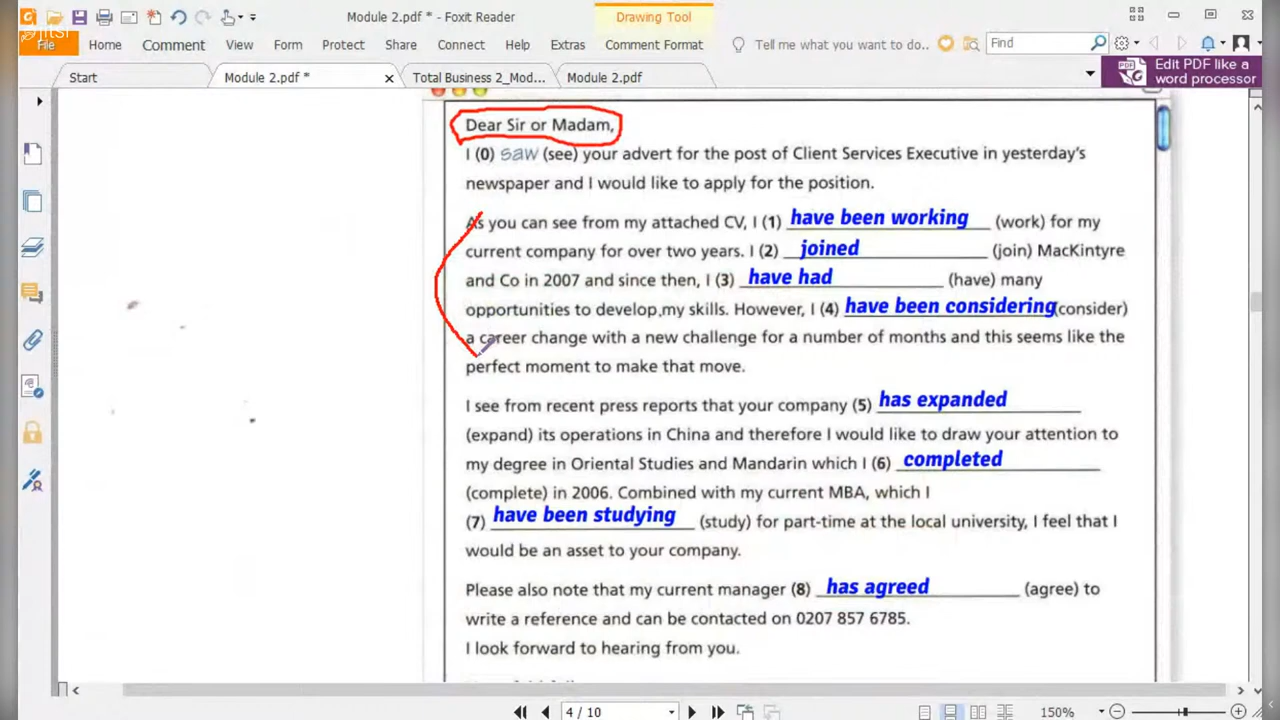 Jitsi
Module 2.pdf * - Foxit Reader
Drawing Tool
File Home Comment View Form Protect Share Connect Help Extras Comment Format Tell me what you want to do.. Find
Start Module 2.pdf * Total Business 2_Mod... Module 2.pdf
Edit PDF like a
word processor
Dear Sir or Madam,
I (0) saw (see) your advert for the post of Client Services Executive in yesterday's
newspaper and I would like to apply for the position.
As you can see from my attached CV, I (1) have been working (work) for my
current company for over two years. I (2) joined (join) MacKintyre
and Co in 2007 and since then, I (3) have had (have) many
opportunities to develop my skills. However, I (4) have been considering (consider)
a career change with a new challenge for a number of months and this seems like the
perfect moment to make that move.
I see from recent press reports that your company (5) has expanded
(expand) its operations in China and therefore I would like to draw your attention to
my degree in Oriental Studies and Mandarin which I (6) completed
(complete) in 2006. Combined with my current MBA, which I
(7) have been studying (study) for part-time at the local university, I feel that I
would be an asset to your company.
Please also note that my current manager (8) has agreed (agree) to
write a reference and can be contacted on 0207 857 6785.
I look forward to hearing from you.
4 / 10 150%